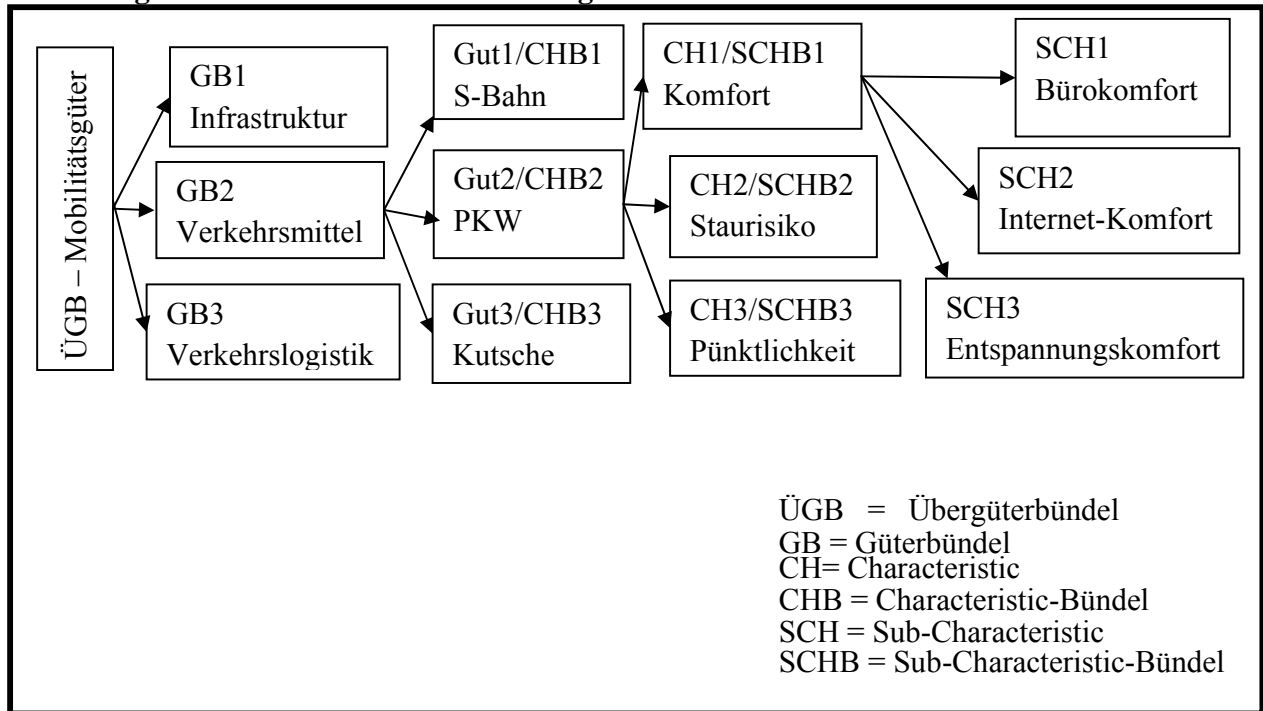 ÜGB – Mobilitätsgüter
GB1
Infrastruktur
GB2
Verkehrsmittel
GB3
Verkehrslogistik
Gut1/CHB1
S-Bahn
Gut2/CHB2
PKW
Gut3/CHB3
Kutsche
CH1/SCHB1
Komfort
CH2/SCHB2
Staurisiko
CH3/SCHB3
Pünktlichkeit
SCH1
Bürokomfort
SCH2
Internet-Komfort
SCH3
Entspannungskomfort
ÜGB = Übergüterbündel
GB = Güterbündel
CH= Characteristic
CHB = Characteristic-Bündel
SCH = Sub-Characteristic
SCHB = Sub-Characteristic-Bündel